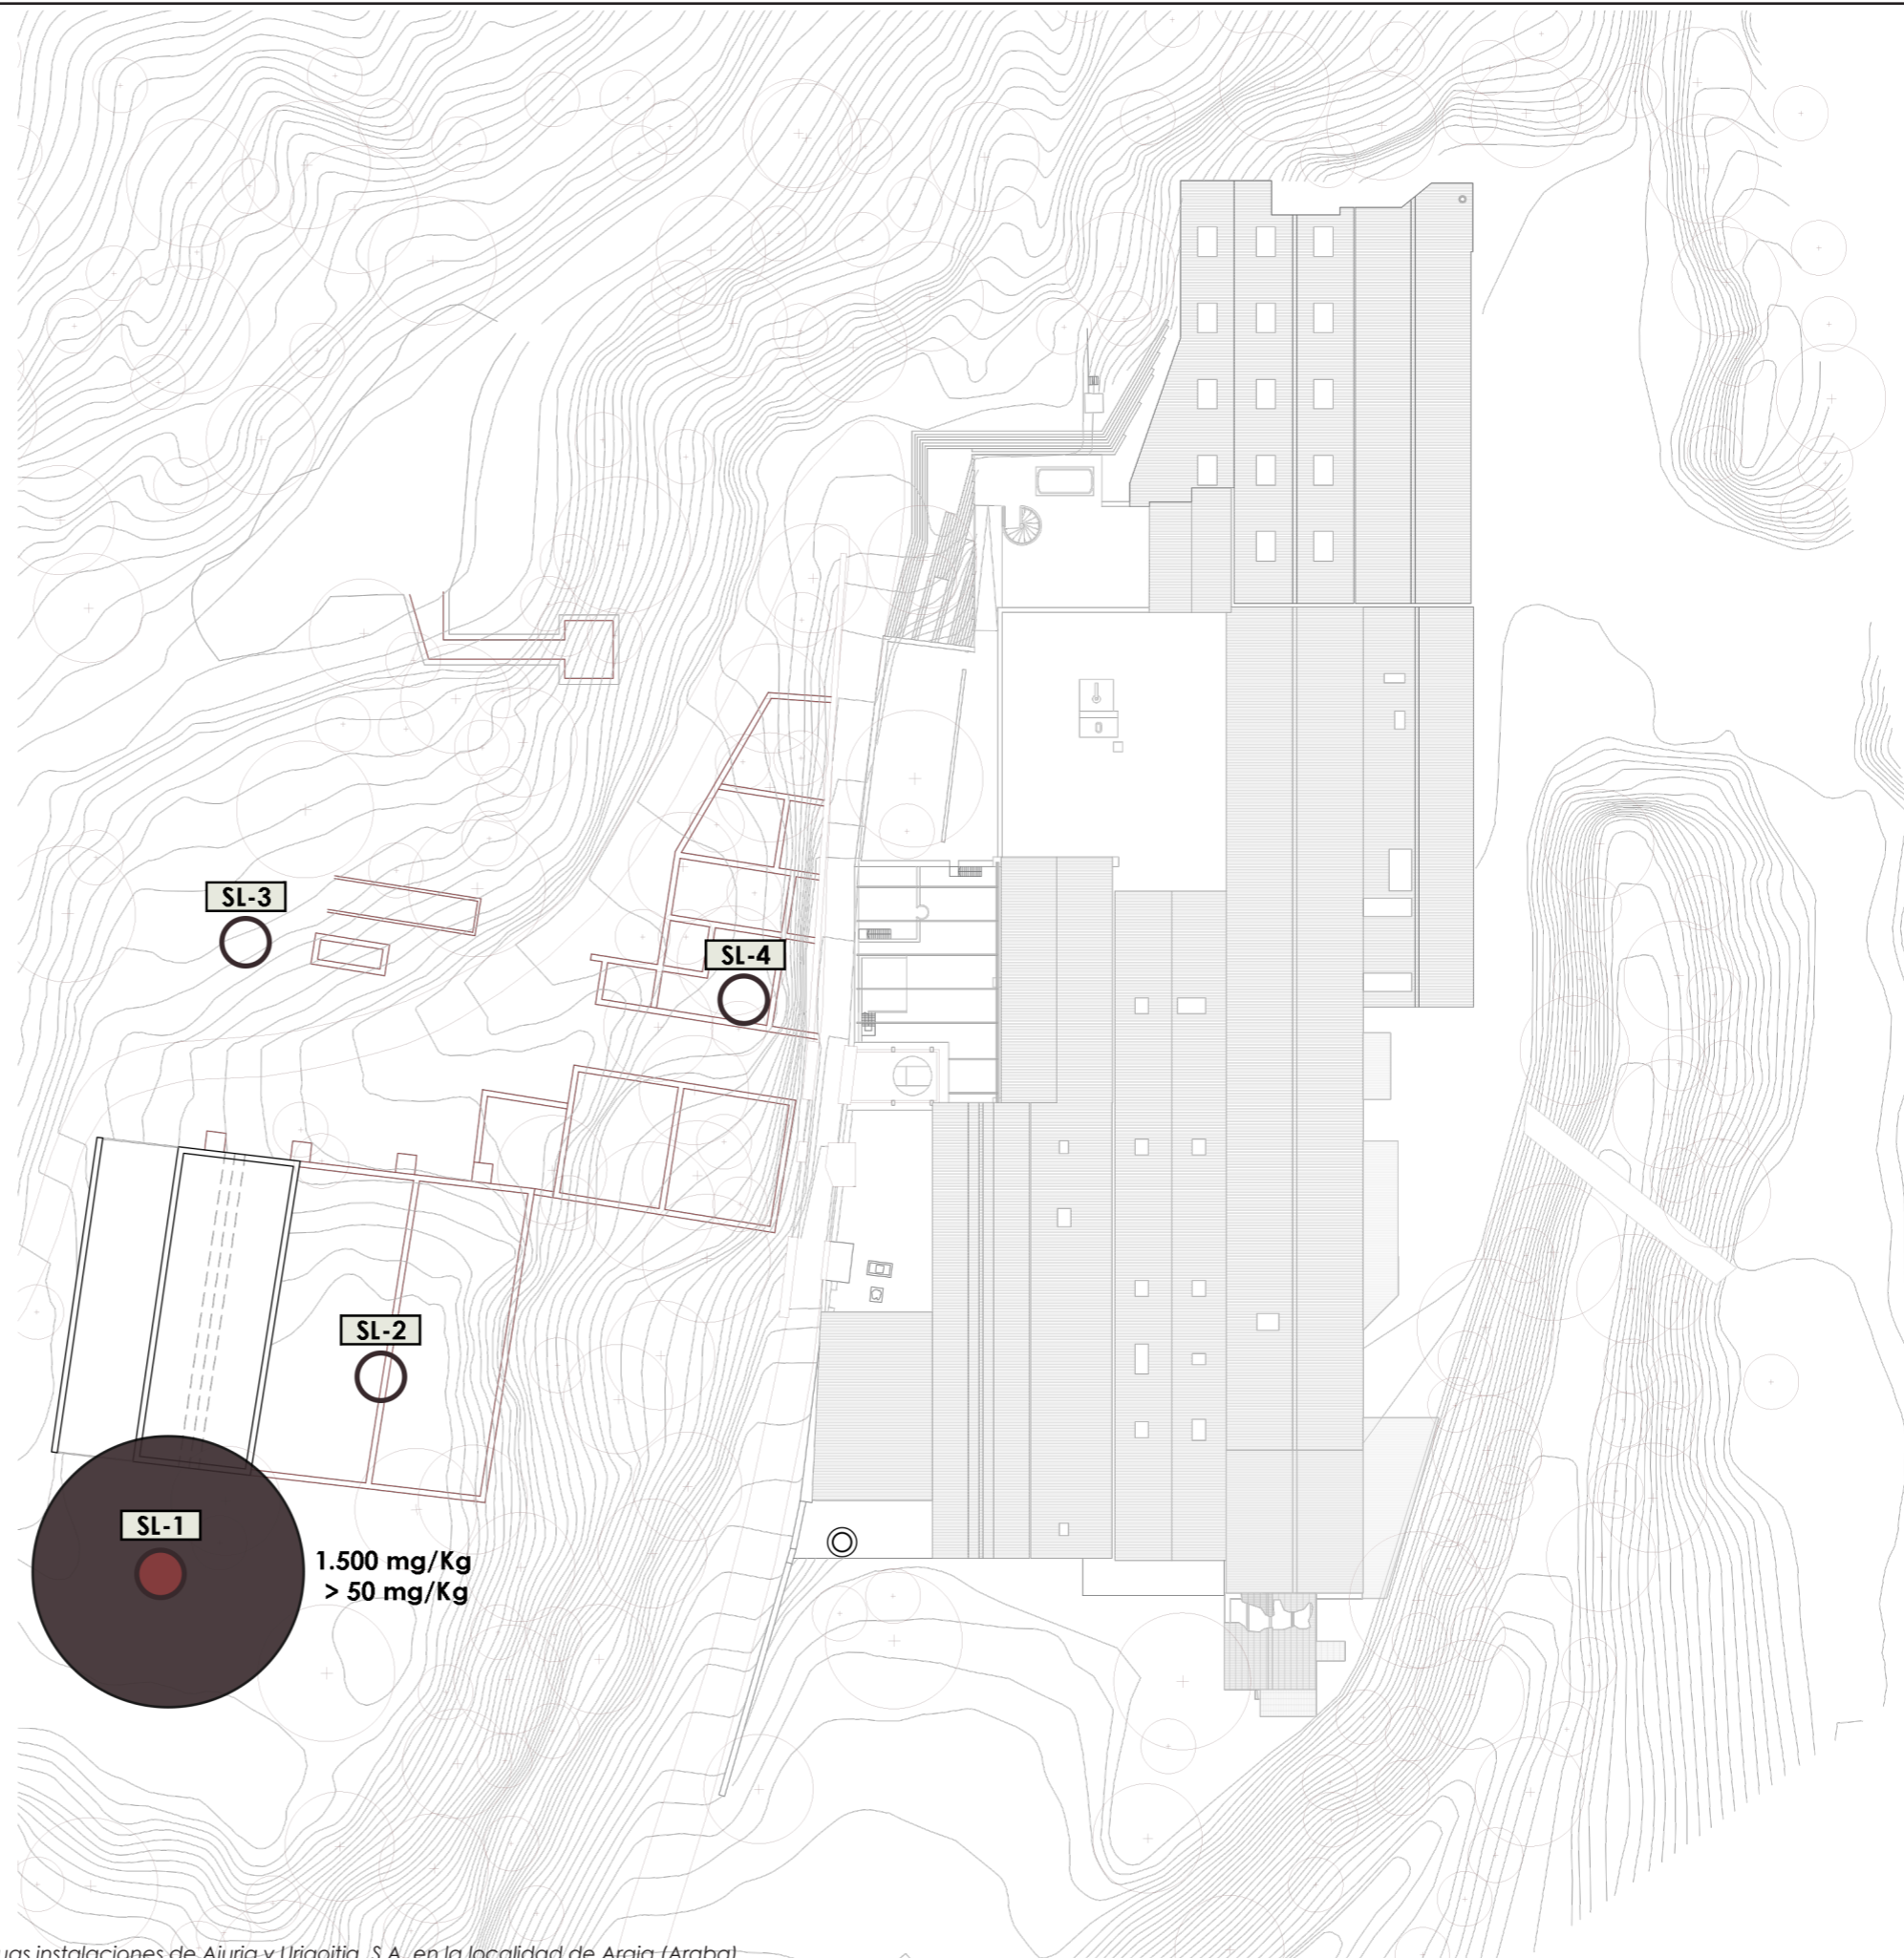 SL-3
SL-4
SL-2
SL-1
1.500 mg/Kg
> 50 mg/Kg
instalaciones de Ajuria y Urigoitia, S.A. en la localidad de Araia (Araba)